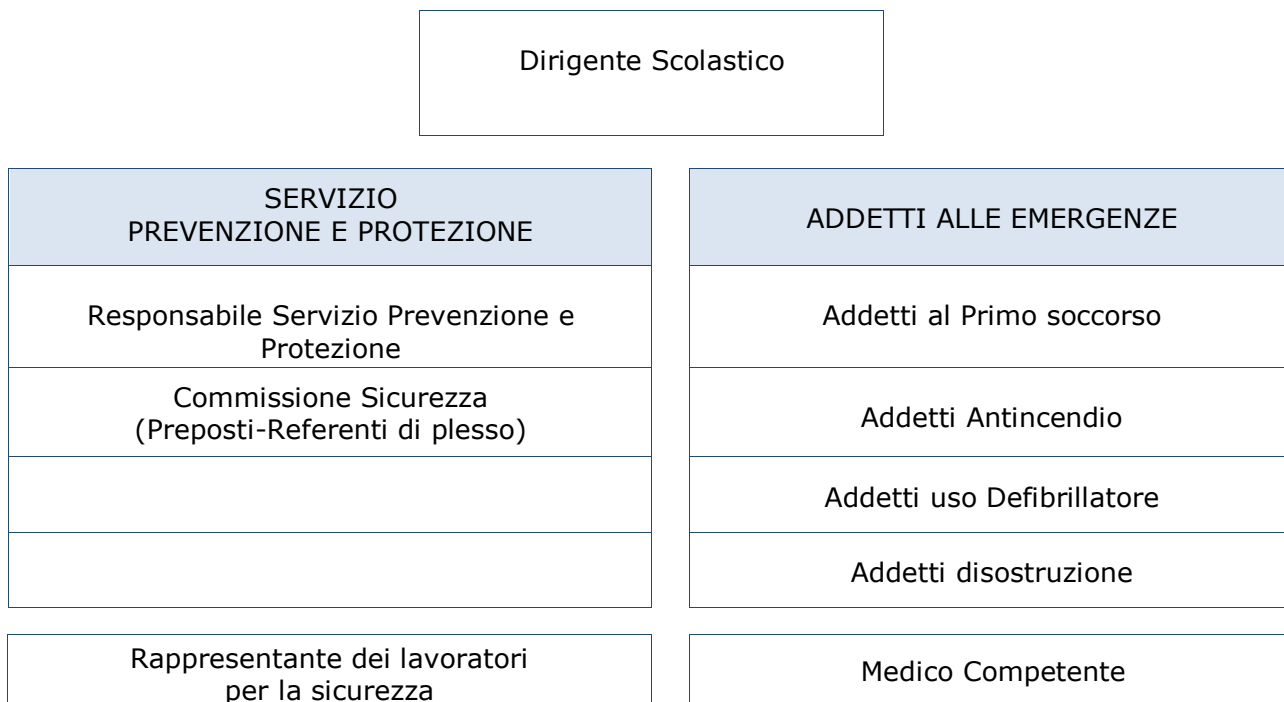 Dirigente Scolastico
SERVIZIO
PREVENZIONE E PROTEZIONE
Responsabile Servizio Prevenzione e
Protezione
Commissione Sicurezza
(Preposti-Referenti di plesso)
ADDETTI ALLE EMERGENZE
Addetti al Primo soccorso
Addetti Antincendio
Addetti uso Defibrillatore
Addetti disostruzione
Rappresentante dei lavoratori
per la sicurezza
Medico Competente